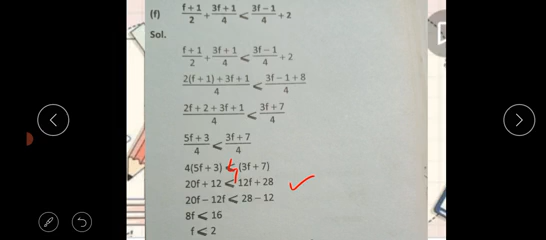 (f) (f+1)/2 + (3f+1)/4 ⩽ (3f−1)/4 + 2
Sol.
(f+1)/2 + (3f+1)/4 ⩽ (3f−1)/4 + 2
(2(f+1)+3f+1)/4 ⩽ (3f−1+8)/4
(2f+2+3f+1)/4 ⩽ (3f+7)/4
(5f+3)/4 ⩽ (3f+7)/4
4(5f+3) ⩽ 4(3f+7)
20f+12 ⩽ 12f+28
20f−12f ⩽ 28−12
8f ⩽ 16
f ⩽ 2